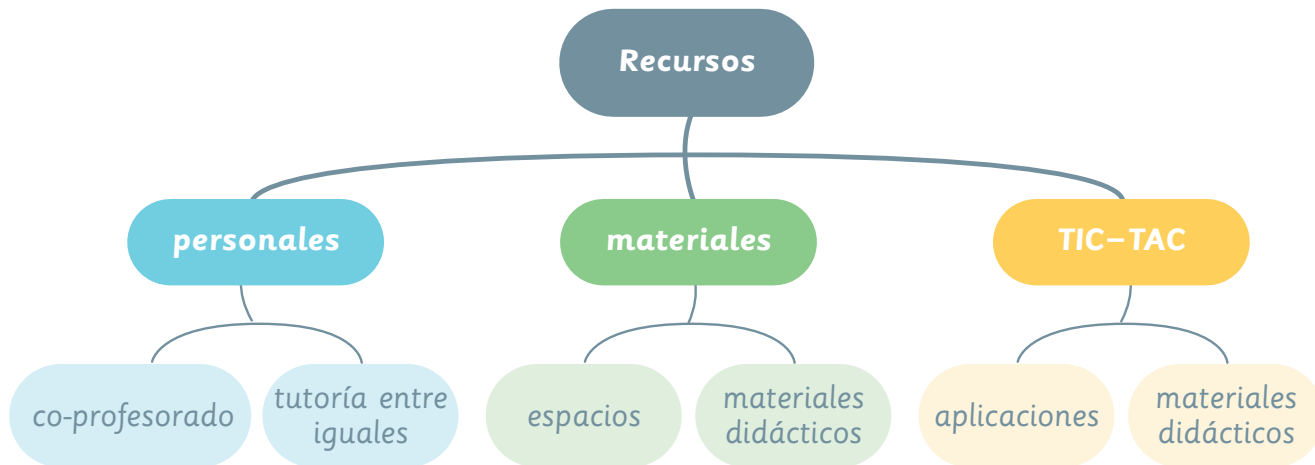 Recursos
personales
materiales
TIC–TAC
co-profesorado
tutoría entre
iguales
espacios
materiales
didácticos
aplicaciones
materiales
didácticos